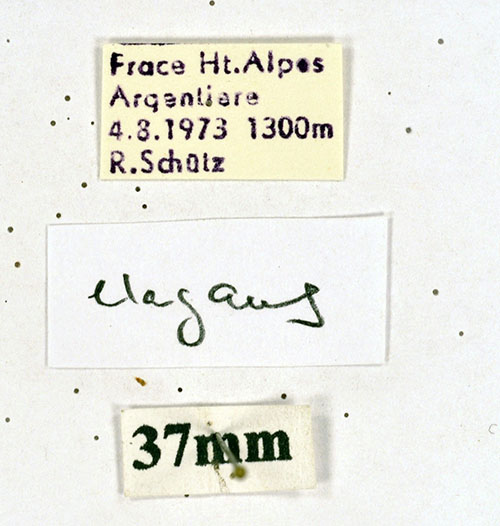 Frace Ht.Alpes
Argentiere
4.8.1973 1300m
R.Schütz
elegans
37mm